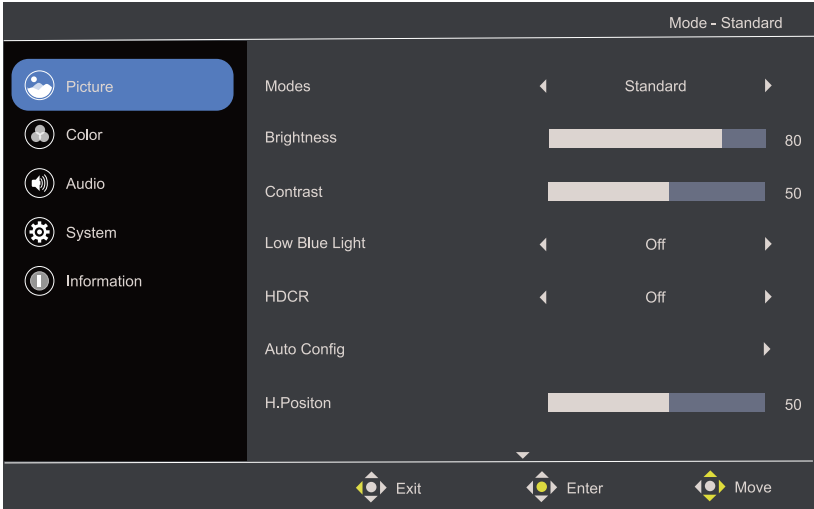 Mode - Standard
Picture
Color
Audio
System
Information
Modes Standard
Brightness 80
Contrast 50
Low Blue Light Off
HDCR Off
Auto Config
H.Positon 50
Exit Enter Move